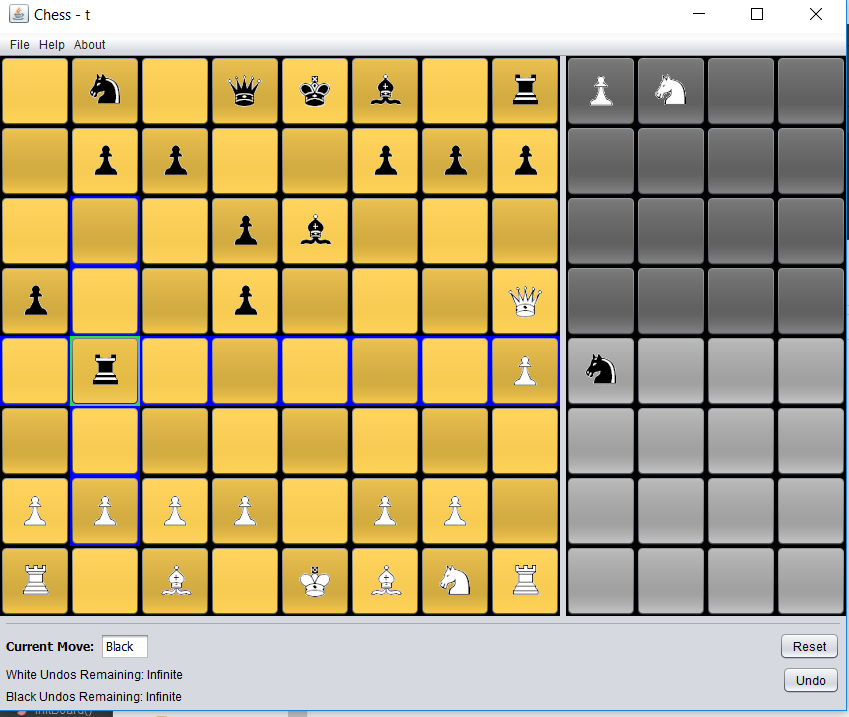 Chess - t
File Help About
Current Move: Black
Reset
White Undos Remaining: Infinite
Undo
Black Undos Remaining: Infinite